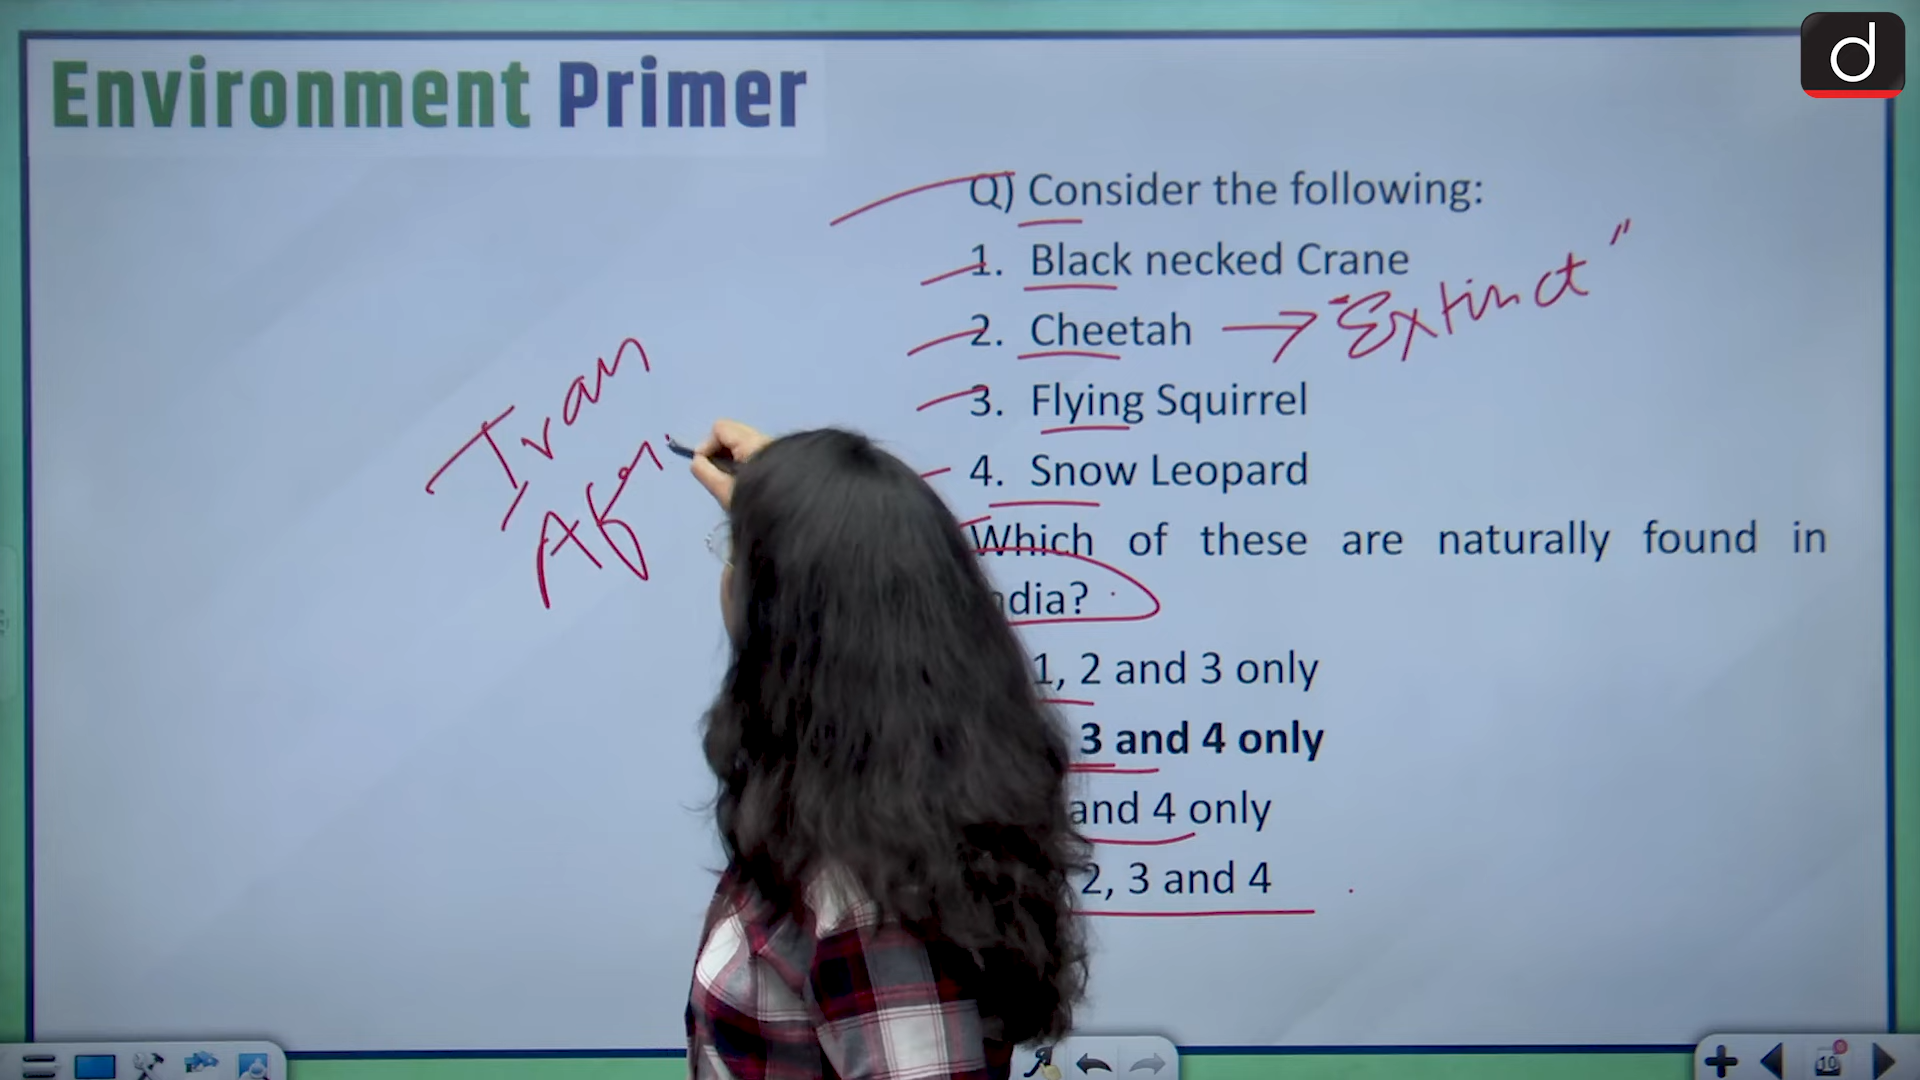 d
Environment Primer
Q) Consider the following:
1. Black necked Crane
2. Cheetah → "Extinct"
3. Flying Squirrel
4. Snow Leopard
Iran
Which of these are naturally found in
dia?
1, 2 and 3 only
3 and 4 only
and 4 only
2, 3 and 4
10